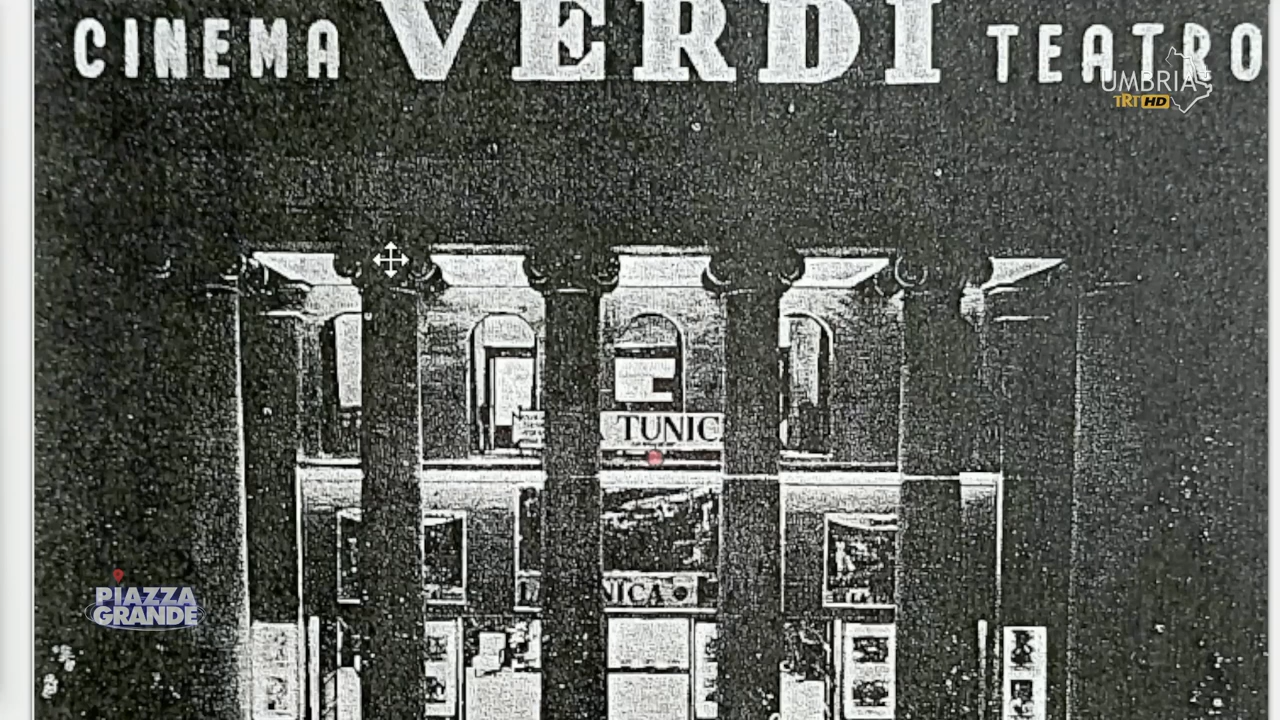 CINEMA VERDI TEATRO
UMBRIA
TRT HD
TUNIC
NICA
PIAZZA
GRANDE